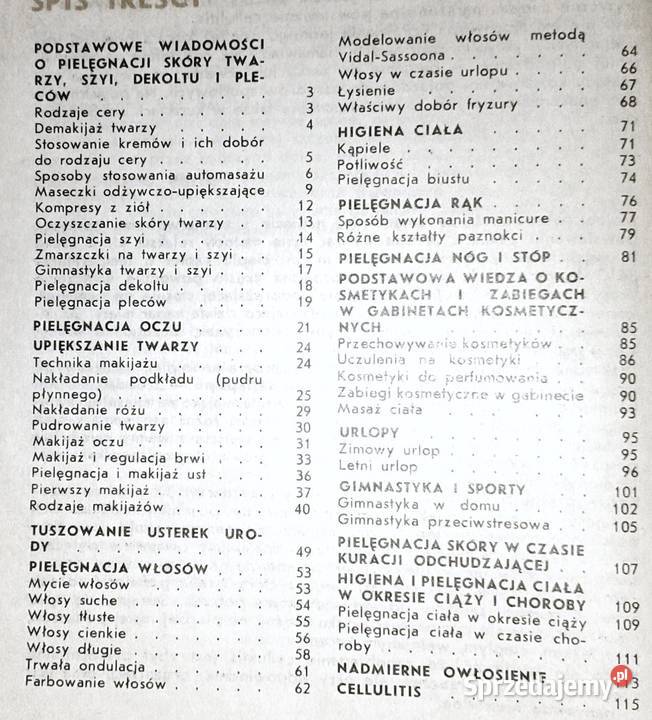 SPIS TREŚCI
PODSTAWOWE WIADOMOŚCI
O PIELĘGNACJI SKÓRY TWA-
RZY, SZYI, DEKOLTU I PLE-
CÓW . . . . . . . 3
Rodzaje cery . . . . . . 3
Demakijaż twarzy . . . . . 4
Stosowanie kremów i ich dobór
do rodzaju cery . . . . . 5
Sposoby stosowania automasażu 6
Maseczki odżywczo-upiększające 9
Kompresy z ziół . . . . . 12
Oczyszczanie skóry twarzy . . 13
Pielęgnacja szyi . . . . . 14
Zmarszczki na twarzy i szyi . . 15
Gimnastyka twarzy i szyi . . . 17
Pielęgnacja dekoltu . . . . 18
Pielęgnacja pleców . . . . 19
PIELĘGNACJA OCZU . . . . 21
UPIĘKSZANIE TWARZY . . . 24
Technika makijażu . . . . 24
Nakładanie podkładu (pudru
płynnego) . . . . . . 25
Nakładanie różu . . . . . 29
Pudrowanie twarzy . . . . 30
Makijaż oczu . . . . . 31
Makijaż i regulacja brwi . . . 33
Pielęgnacja i makijaż ust . . . 36
Pierwszy makijaż . . . . . 37
Rodzaje makijażów . . . . 40
TUSZOWANIE USTEREK URO-
DY . . . . . . . 49
PIELĘGNACJA WŁOSÓW . . . 53
Mycie włosów . . . . . 53
Włosy suche . . . . . . 54
Włosy tłuste . . . . . . 55
Włosy cienkie . . . . . 56
Włosy długie . . . . . . 58
Trwała ondulacja . . . . . 61
Farbowanie włosów . . . . 62
Modelowanie włosów metodą
Vidal-Sassoona . . . . . 64
Włosy w czasie urlopu . . . 66
Łysienie . . . . . . . 67
Właściwy dobór fryzury . . . 68
HIGIENA CIAŁA . . . . . 71
Kąpiele . . . . . . . 71
Potliwość . . . . . . . 73
Pielęgnacja biustu . . . . 74
PIELĘGNACJA RĄK . . . . 76
Sposób wykonania manicure . . 77
Różne kształty paznokci . . . 79
PIELĘGNACJA NÓG I STÓP . . 81
PODSTAWOWA WIEDZA O KO-
SMETYKACH I ZABIEGACH
W GABINETACH KOSMETYCZ-
NYCH . . . . . . . 85
Przechowywanie kosmetyków . . 85
Uczulenia na kosmetyki . . . 86
Kosmetyki do perfumowania . . 90
Zabiegi kosmetyczne w gabinecie 90
Masaż ciała . . . . . . 93
URLOPY . . . . . . . 95
Zimowy urlop . . . . . 95
Letni urlop . . . . . . 96
GIMNASTYKA I SPORTY . . . 101
Gimnastyka w domu . . . . 102
Gimnastyka przeciwstresowa . . 105
PIELĘGNACJA SKÓRY W CZASIE
KURACJI ODCHUDZAJĄCEJ . . 107
HIGIENA I PIELĘGNACJA CIAŁA
W OKRESIE CIĄŻY I CHOROBY 109
Pielęgnacja ciała w okresie ciąży 109
Pielęgnacja ciała w czasie cho-
roby . . . . . . . 111
NADMIERNE OWŁOSIENIE . . 113
CELLULITIS . . . . . . 115
Sprzedajemy.pl